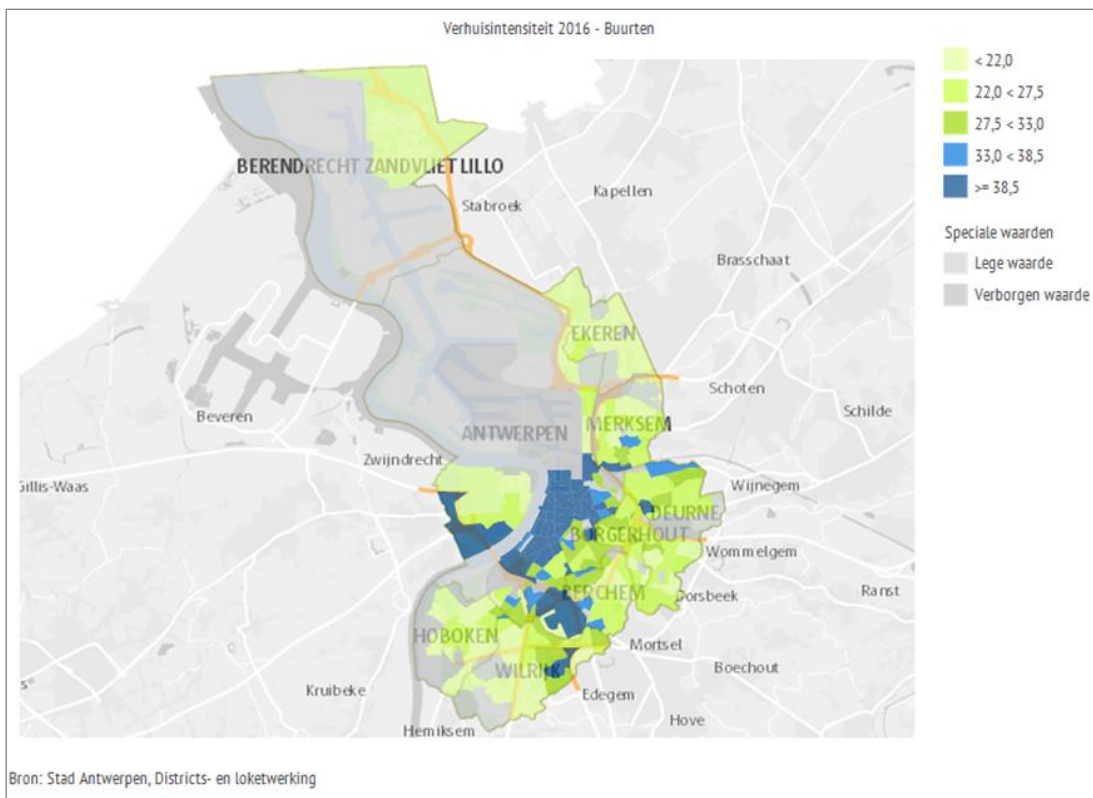 Verhuisintensiteit 2016 - Buurten
< 22,0
22,0 < 27,5
27,5 < 33,0
33,0 < 38,5
>= 38,5
Speciale waarden
Lege waarde
Verborgen waarde
BERENDRECHT ZANDVLIET LILLO
Kapellen
Stabroek
Brasschaat
EKEREN
Schoten
Schilde
Beveren
MERKSEM
ANTWERPEN
Zwijndrecht
Gillis-Waas
Wijnegem
DEURNE
BORGERHOUT
Wommelgem
Ranst
BERCHEM
Borsbeek
HOBOKEN
Mortsel
Boechout
WILRIJK
Kruibeke
Edegem
Hove
Hemiksem
Bron: Stad Antwerpen, Districts- en loketwerking